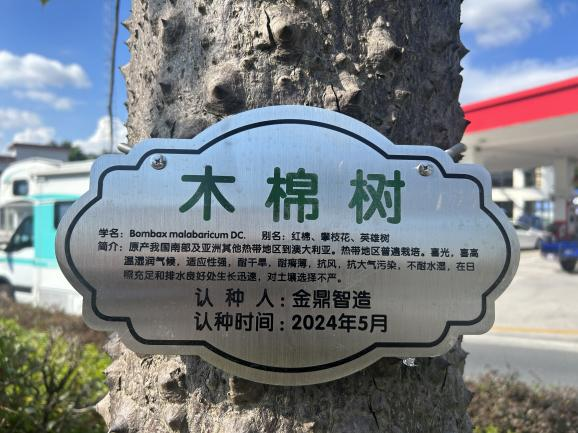 木棉树
学名：Bombax malabaricum DC. 别名：红棉、攀枝花、英雄树
简介：原产我国南部及亚洲其他热带地区到澳大利亚。热带地区普遍栽培。喜光，喜高
温湿润气候，适应性强，耐干旱，耐瘠薄，抗风，抗大气污染，不耐水湿，在日
照充足和排水良好处生长迅速，对土壤选择不严。
认 种 人：金鼎智造
认种时间：2024年5月